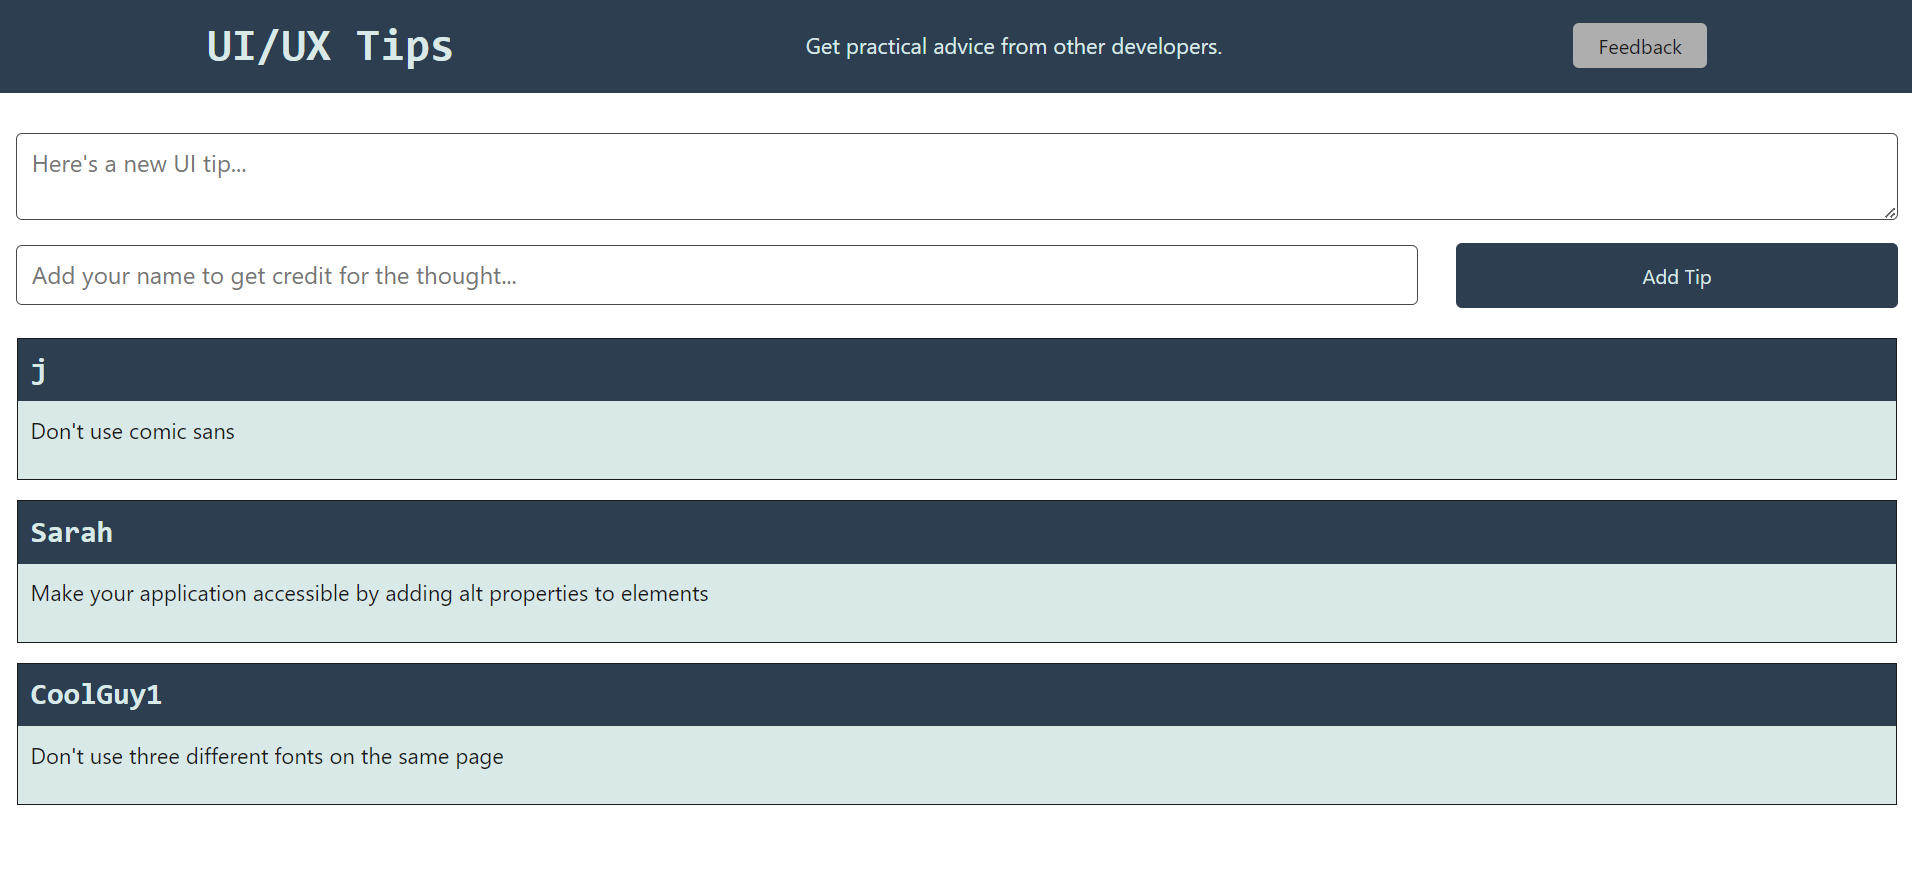 UI/UX Tips
Get practical advice from other developers.
Feedback
Here's a new UI tip...
Add your name to get credit for the thought...
Add Tip
j
Don't use comic sans
Sarah
Make your application accessible by adding alt properties to elements
CoolGuy1
Don't use three different fonts on the same page